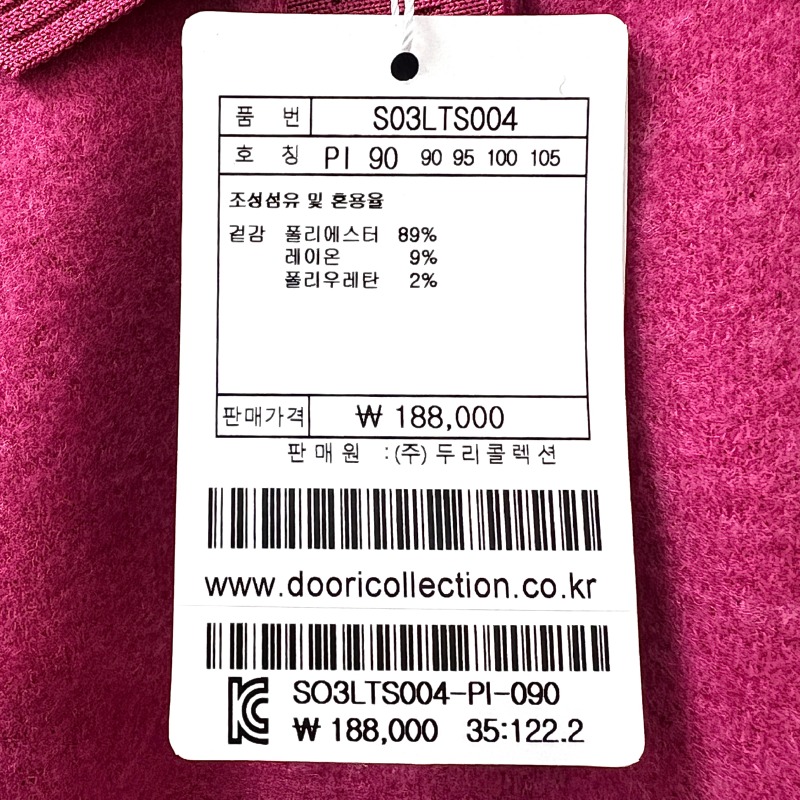 품 번 S03LTS004
호 칭 PI 90 90 95 100 105
조성섬유 및 혼용율
겉감 폴리에스터 89%
레이온 9%
폴리우레탄 2%
판매가격 ₩ 188,000
판 매 원 : (주) 두 리 콜 렉 션
www.dooricollection.co.kr
KC SO3LTS004-PI-090
₩ 188,000 35:122.2